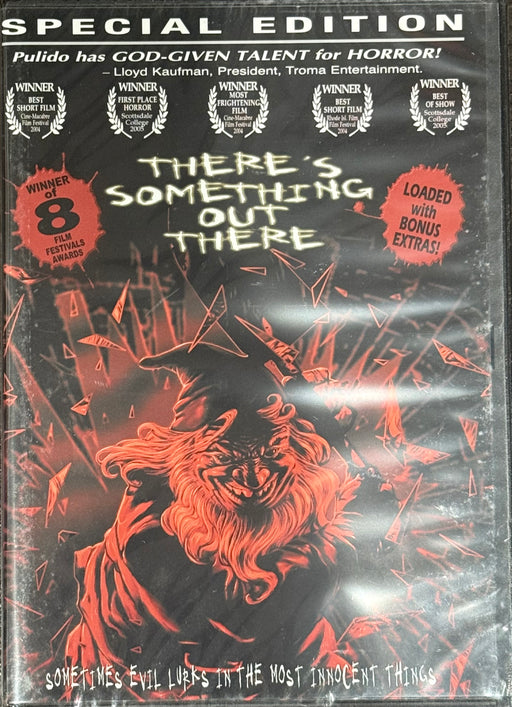 SPECIAL EDITION
Pulido has GOD-GIVEN TALENT for HORROR!
– Lloyd Kaufman, President, Troma Entertainment.
WINNER
BEST
SHORT FILM
Cine-Macabre
Film Festival
2004
WINNER
FIRST PLACE
HORROR
Scottsdale
College
2005
WINNER
MOST
FRIGHTENING
FILM
Cine-Macabre
Film Festival
2004
WINNER
BEST
SHORT FILM
Rhode Isl. Film
Film Festival
2004
WINNER
BEST
OF SHOW
Scottsdale
College
2005
WINNER
of
8
FILM
FESTIVALS
AWARDS
THERE'S
SOMETHING
OUT
THERE
LOADED
with
BONUS
EXTRAS!
SOMETIMES EVIL LURKS IN THE MOST INNOCENT THINGS